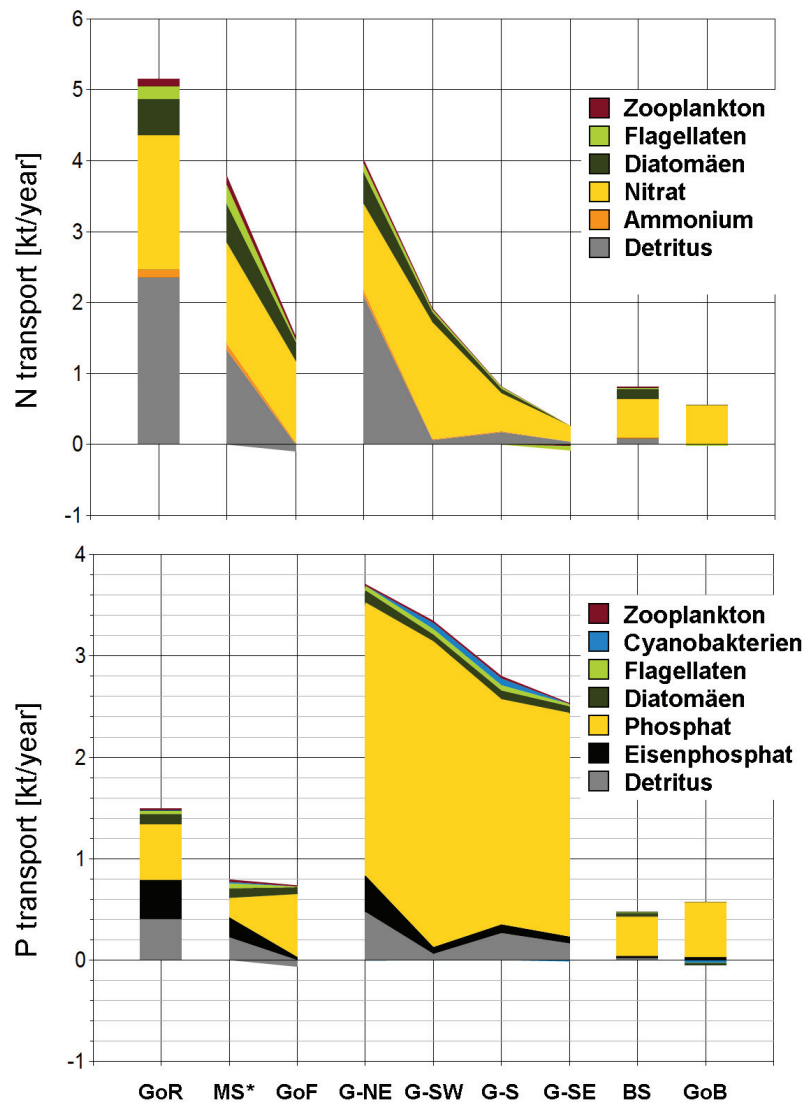 6
5
4
3
2
1
0
-1
N transport [kt/year]
Zooplankton
Flagellaten
Diatomäen
Nitrat
Ammonium
Detritus
4
3
2
1
0
-1
P transport [kt/year]
Zooplankton
Cyanobakterien
Flagellaten
Diatomäen
Phosphat
Eisenphosphat
Detritus
GoR MS* GoF G-NE G-SW G-S G-SE BS GoB